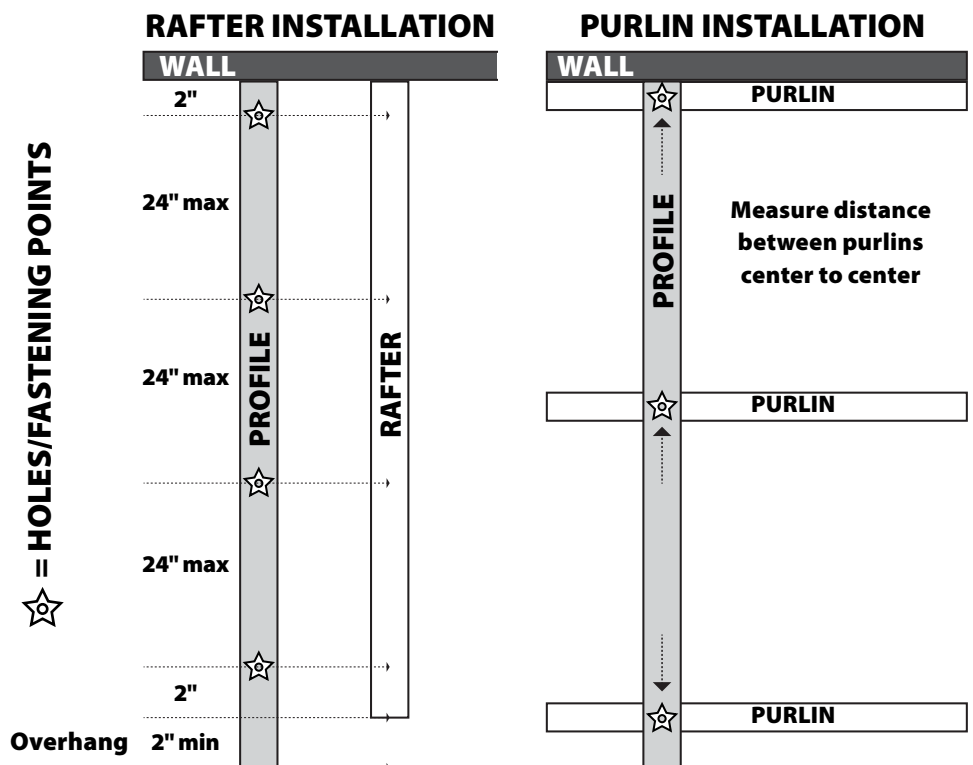 RAFTER INSTALLATION
WALL
2"
24" max
24" max
24" max
2"
Overhang 2" min
PROFILE
RAFTER
= HOLES/FASTENING POINTS
PURLIN INSTALLATION
WALL
PURLIN
PROFILE
Measure distance
between purlins
center to center
PURLIN
PURLIN